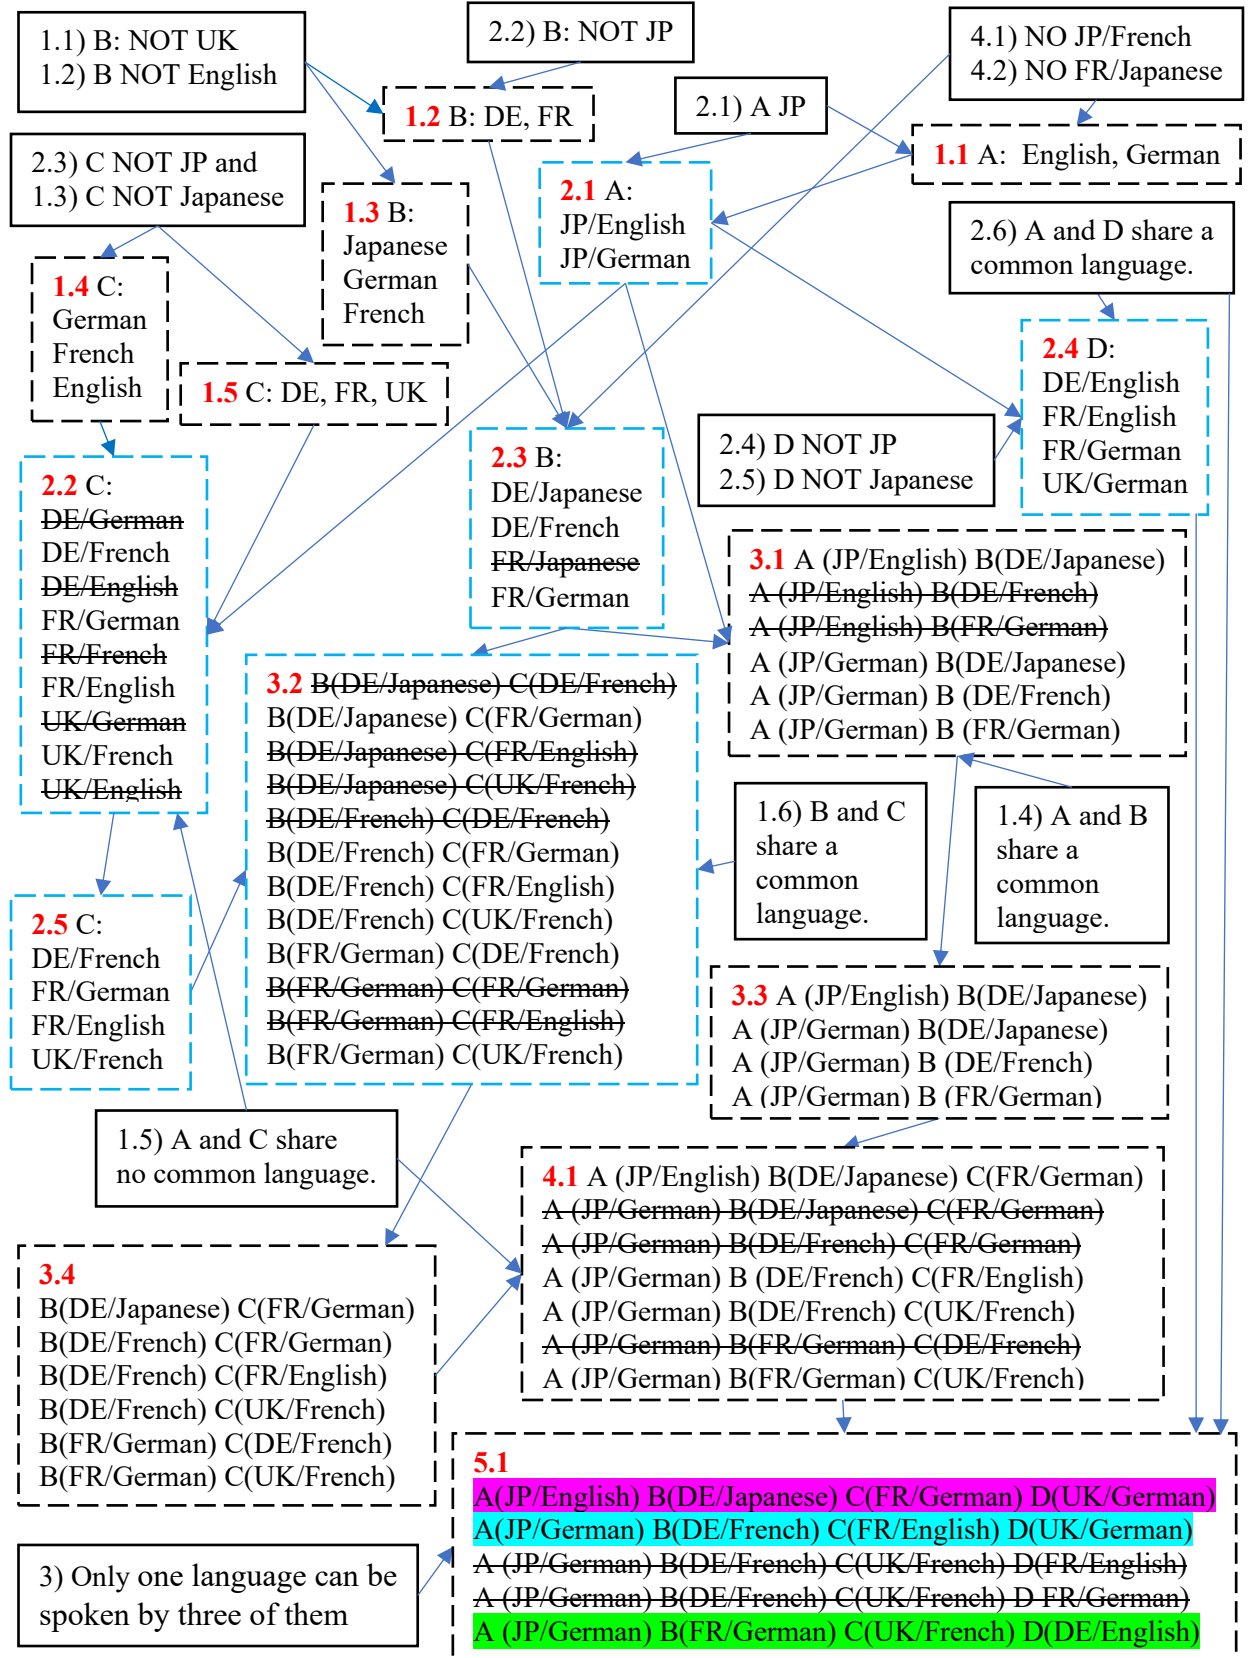 1.1) B: NOT UK
1.2) B NOT English
2.2) B: NOT JP
4.1) NO JP/French
4.2) NO FR/Japanese
1.2 B: DE, FR
2.1) A JP
1.1 A: English, German
2.3) C NOT JP and
1.3) C NOT Japanese
1.3 B:
Japanese
German
French
2.1 A:
JP/English
JP/German
2.6) A and D share a
common language.
1.4 C:
German
French
English
1.5 C: DE, FR, UK
2.4 D:
DE/English
FR/English
FR/German
UK/German
2.4) D NOT JP
2.5) D NOT Japanese
2.2 C:
DE/German
DE/French
DE/English
FR/German
FR/French
FR/English
UK/German
UK/French
UK/English
2.3 B:
DE/Japanese
DE/French
FR/Japanese
FR/German
3.1 A (JP/English) B(DE/Japanese)
A (JP/English) B(DE/French)
A (JP/English) B(FR/German)
A (JP/German) B(DE/Japanese)
A (JP/German) B (DE/French)
A (JP/German) B (FR/German)
3.2 B(DE/Japanese) C(DE/French)
B(DE/Japanese) C(FR/German)
B(DE/Japanese) C(FR/English)
B(DE/Japanese) C(UK/French)
B(DE/French) C(DE/French)
B(DE/French) C(FR/German)
B(DE/French) C(FR/English)
B(DE/French) C(UK/French)
B(FR/German) C(DE/French)
B(FR/German) C(FR/German)
B(FR/German) C(FR/English)
B(FR/German) C(UK/French)
1.6) B and C
share a
common
language.
1.4) A and B
share a
common
language.
2.5 C:
DE/French
FR/German
FR/English
UK/French
3.3 A (JP/English) B(DE/Japanese)
A (JP/German) B(DE/Japanese)
A (JP/German) B (DE/French)
A (JP/German) B (FR/German)
1.5) A and C share
no common language.
4.1 A (JP/English) B(DE/Japanese) C(FR/German)
A (JP/German) B(DE/Japanese) C(FR/German)
A (JP/German) B(DE/French) C(FR/German)
A (JP/German) B (DE/French) C(FR/English)
A (JP/German) B(DE/French) C(UK/French)
A (JP/German) B(FR/German) C(DE/French)
A (JP/German) B(FR/German) C(UK/French)
3.4
B(DE/Japanese) C(FR/German)
B(DE/French) C(FR/German)
B(DE/French) C(FR/English)
B(DE/French) C(UK/French)
B(FR/German) C(DE/French)
B(FR/German) C(UK/French)
5.1
A(JP/English) B(DE/Japanese) C(FR/German) D(UK/German)
A(JP/German) B(DE/French) C(FR/English) D(UK/German)
A (JP/German) B(DE/French) C(UK/French) D(FR/English)
A (JP/German) B(DE/French) C(UK/French) D FR/German)
A (JP/German) B(FR/German) C(UK/French) D(DE/English)
3) Only one language can be
spoken by three of them